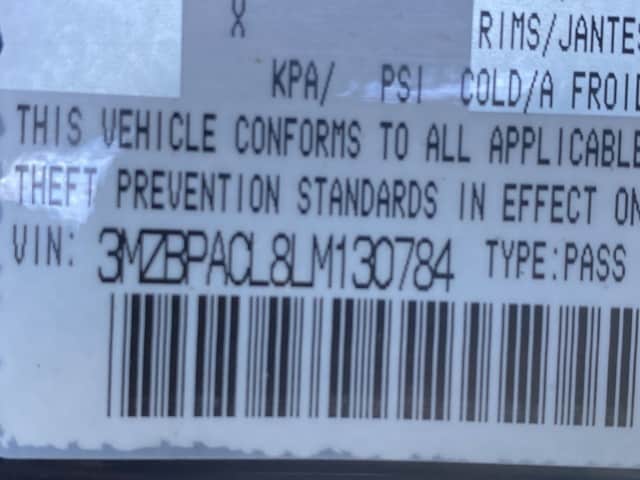 X
RIMS/JANTES
KPA/ PSI COLD/A FROID
THIS VEHICLE CONFORMS TO ALL APPLICABLE
THEFT PREVENTION STANDARDS IN EFFECT ON
VIN: 3MZBPACL8LM130784 TYPE:PASS